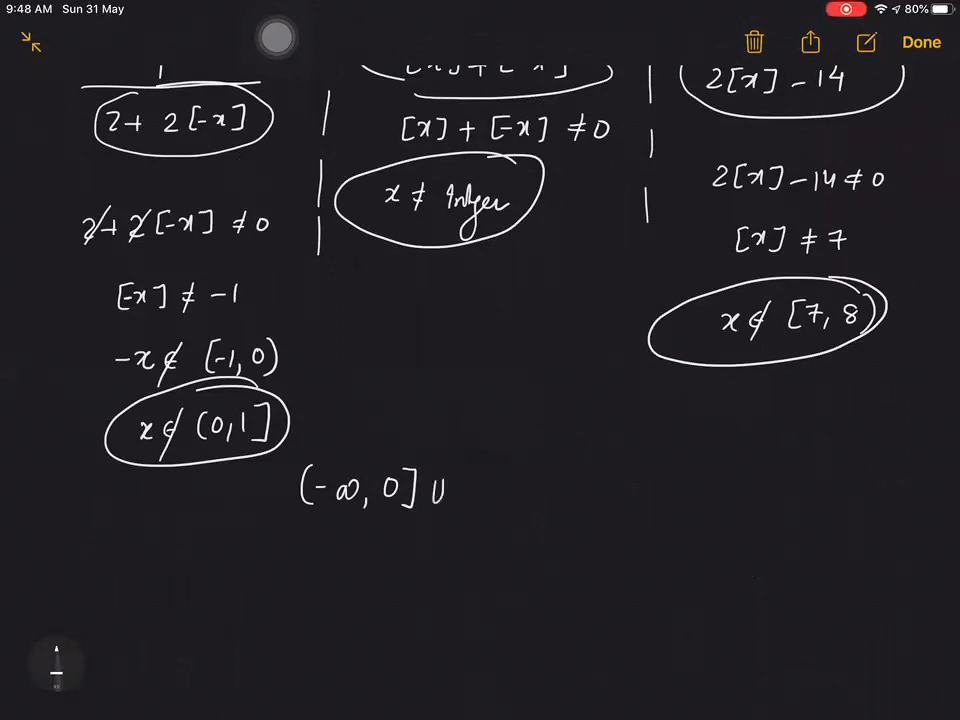 9:48 AM Sun 31 May
80%
Done
1
2 + 2[-x]
2 + 2[-x] ≠ 0
[-x] ≠ -1
-x ∉ [-1, 0)
x ∉ (0, 1]
[x] + [-x]
[x] + [-x] ≠ 0
x ≠ Integer
2[x] - 14
2[x] - 14 ≠ 0
[x] ≠ 7
x ∉ [7, 8)
(-∞, 0] ∪